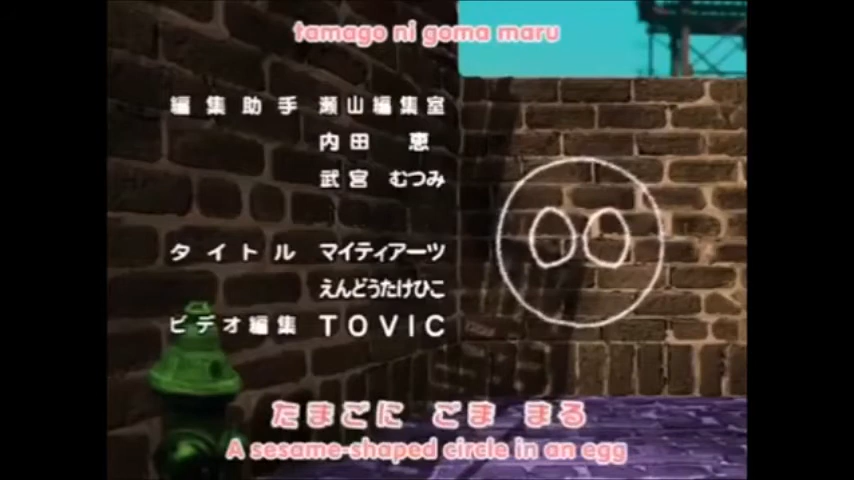 tamago ni goma maru
編集助手 瀬山編集室
内田 恵
武宮 むつみ
タイトル マイティアーツ
えんどうたけひこ
ビデオ編集 TOVIC
たまごに ごま まる
A sesame-shaped circle in an egg